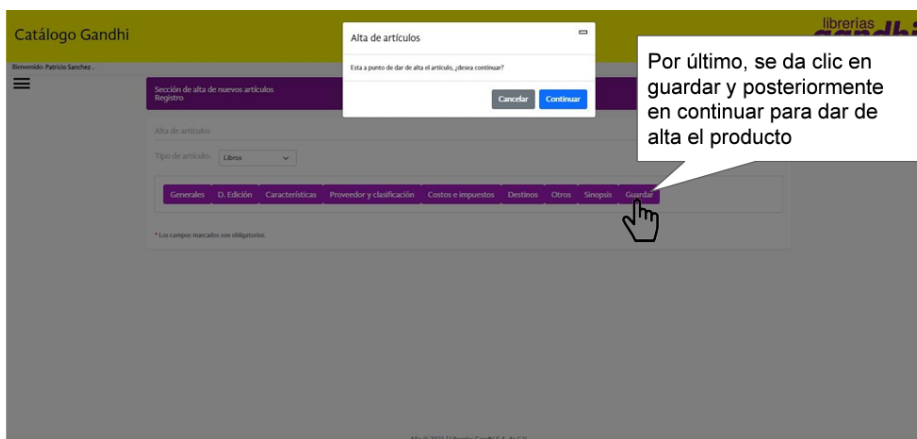 Catálogo Gandhi
librerías
gandhi
Alta de artículos
Esta a punto de dar de alta el artículo, ¿desea continuar?
Cancelar Continuar
Por último, se da clic en
guardar y posteriormente
en continuar para dar de
alta el producto
Bienvenido: Patricio Sanchez .
Sección de alta de nuevos artículos
Registro
Alta de artículos
Tipo de artículo: Libros
Generales D. Edición Características Proveedor y clasificación Costos e impuestos Destinos Otros Sinopsis Guardar
* Los campos marcados son obligatorios.